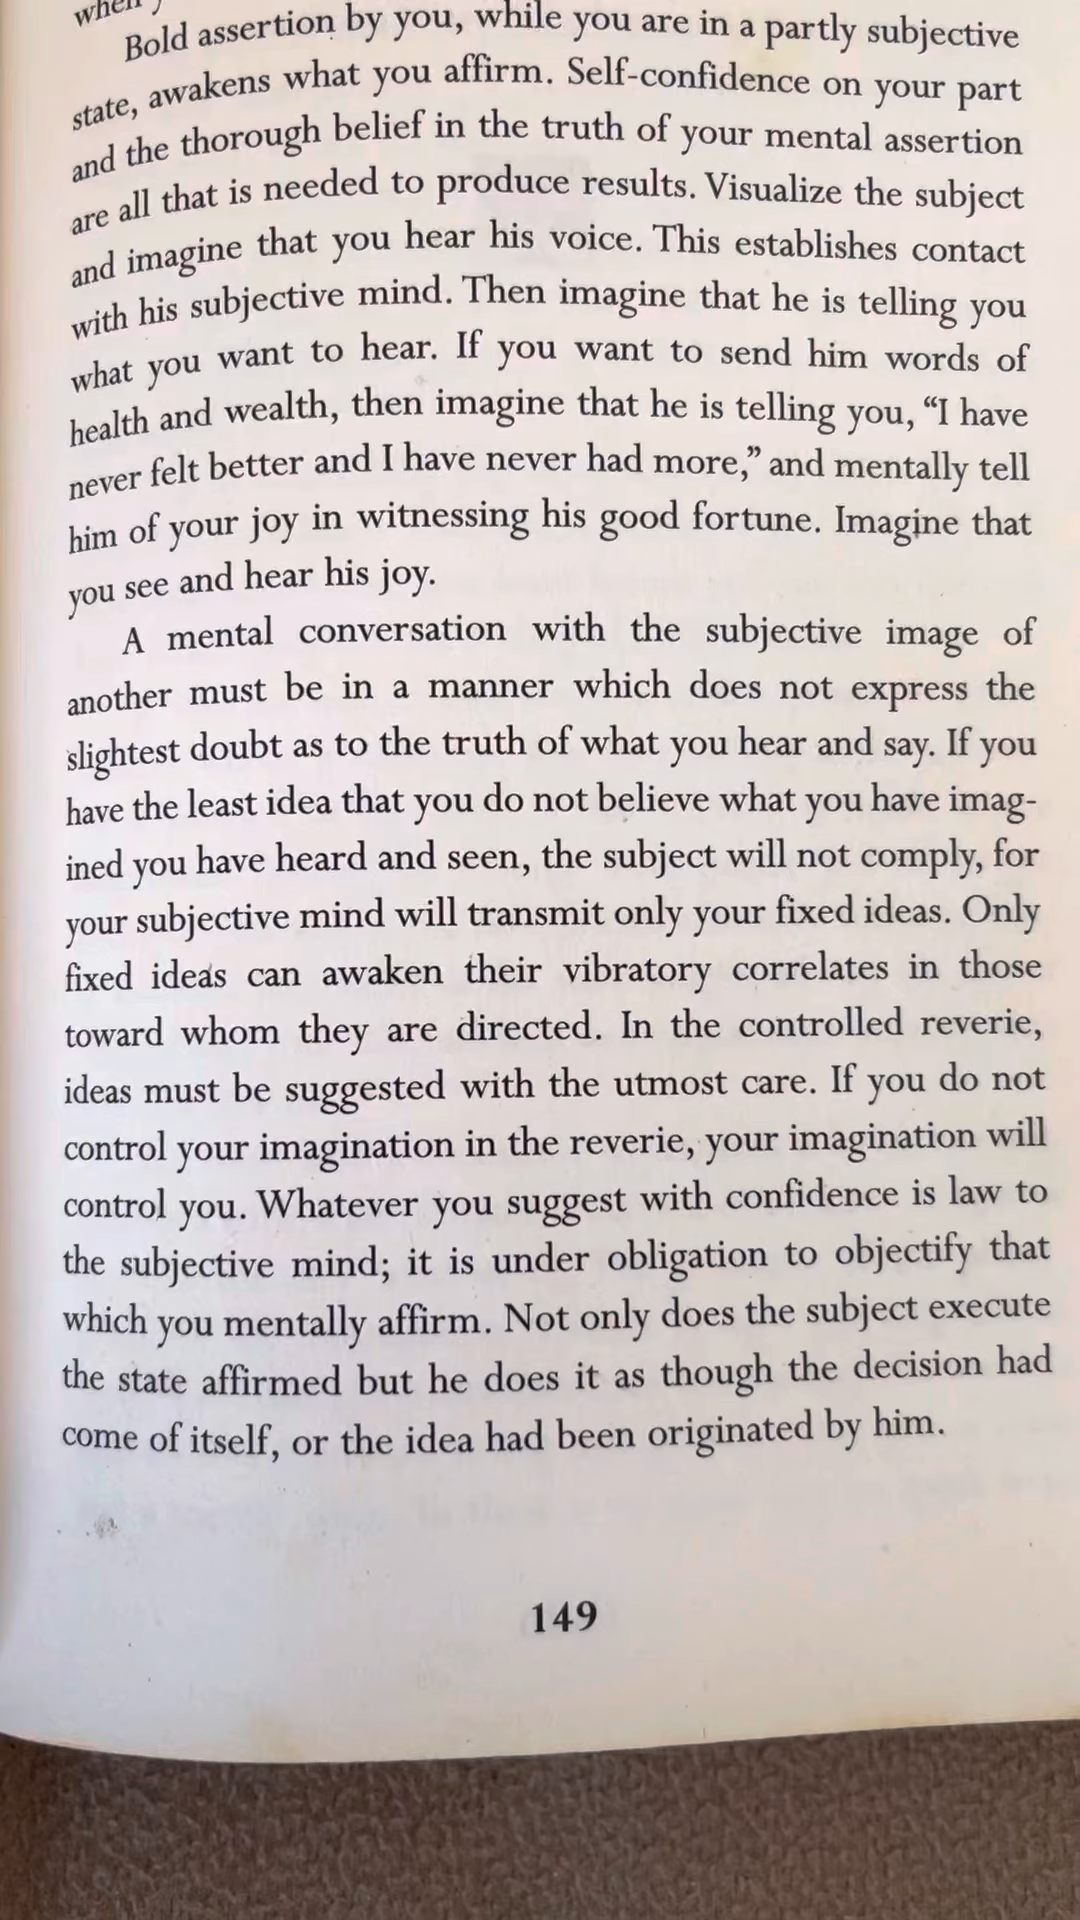 when
Bold assertion by you, while you are in a partly subjective
state, awakens what you affirm. Self-confidence on your part
and the thorough belief in the truth of your mental assertion
are all that is needed to produce results. Visualize the subject
and imagine that you hear his voice. This establishes contact
with his subjective mind. Then imagine that he is telling you
what you want to hear. If you want to send him words of
health and wealth, then imagine that he is telling you, “I have
never felt better and I have never had more,” and mentally tell
him of your joy in witnessing his good fortune. Imagine that
you see and hear his joy.
A mental conversation with the subjective image of
another must be in a manner which does not express the
slightest doubt as to the truth of what you hear and say. If you
have the least idea that you do not believe what you have imag-
ined you have heard and seen, the subject will not comply, for
your subjective mind will transmit only your fixed ideas. Only
fixed ideas can awaken their vibratory correlates in those
toward whom they are directed. In the controlled reverie,
ideas must be suggested with the utmost care. If you do not
control your imagination in the reverie, your imagination will
control you. Whatever you suggest with confidence is law to
the subjective mind; it is under obligation to objectify that
which you mentally affirm. Not only does the subject execute
the state affirmed but he does it as though the decision had
come of itself, or the idea had been originated by him.
149